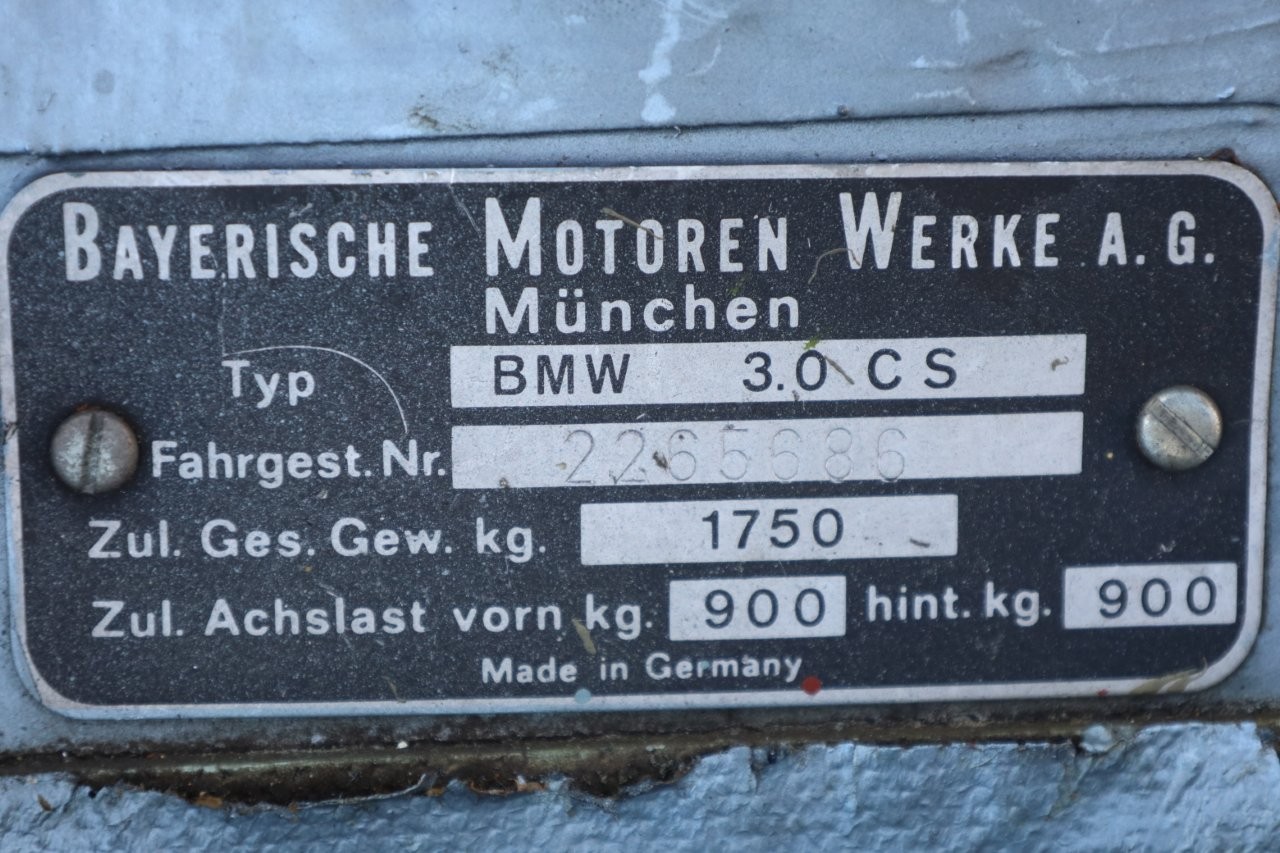 BAYERISCHE MOTOREN WERKE A. G.
München
Typ BMW 3.0 CS
Fahrgest. Nr. 2265686
Zul. Ges. Gew. kg. 1750
Zul. Achslast vorn kg. 900 hint. kg. 900
Made in Germany